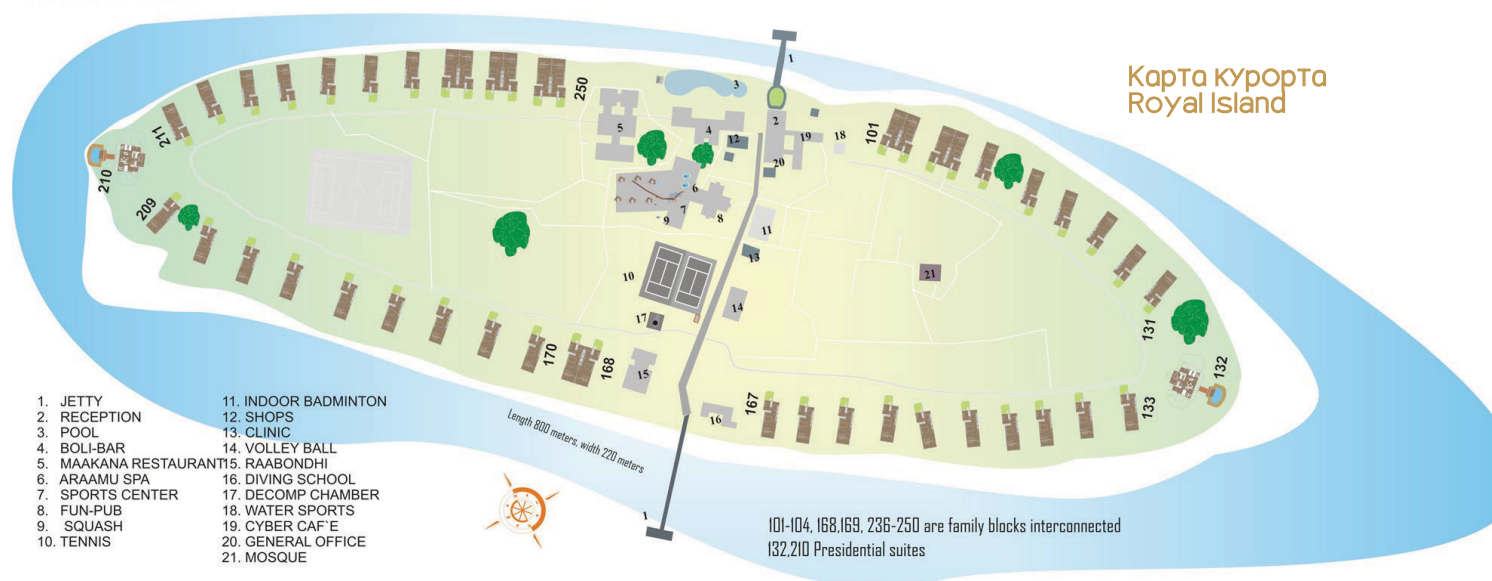 Карта курорта
Royal Island
1
3
250
2
5
4
12
19
18
101
20
211
210
209
6
7
8
9
11
13
10
21
14
17
131
132
170
168
15
16
167
133
1
Length 800 meters, width 220 meters
1. JETTY
2. RECEPTION
3. POOL
4. BOLI-BAR
5. MAAKANA RESTAURANT
6. ARAAMU SPA
7. SPORTS CENTER
8. FUN-PUB
9. SQUASH
10. TENNIS
11. INDOOR BADMINTON
12. SHOPS
13. CLINIC
14. VOLLEY BALL
15. RAABONDHI
16. DIVING SCHOOL
17. DECOMP CHAMBER
18. WATER SPORTS
19. CYBER CAF`E
20. GENERAL OFFICE
21. MOSQUE
101-104, 168,169, 236-250 are family blocks interconnected
132,210 Presidential suites